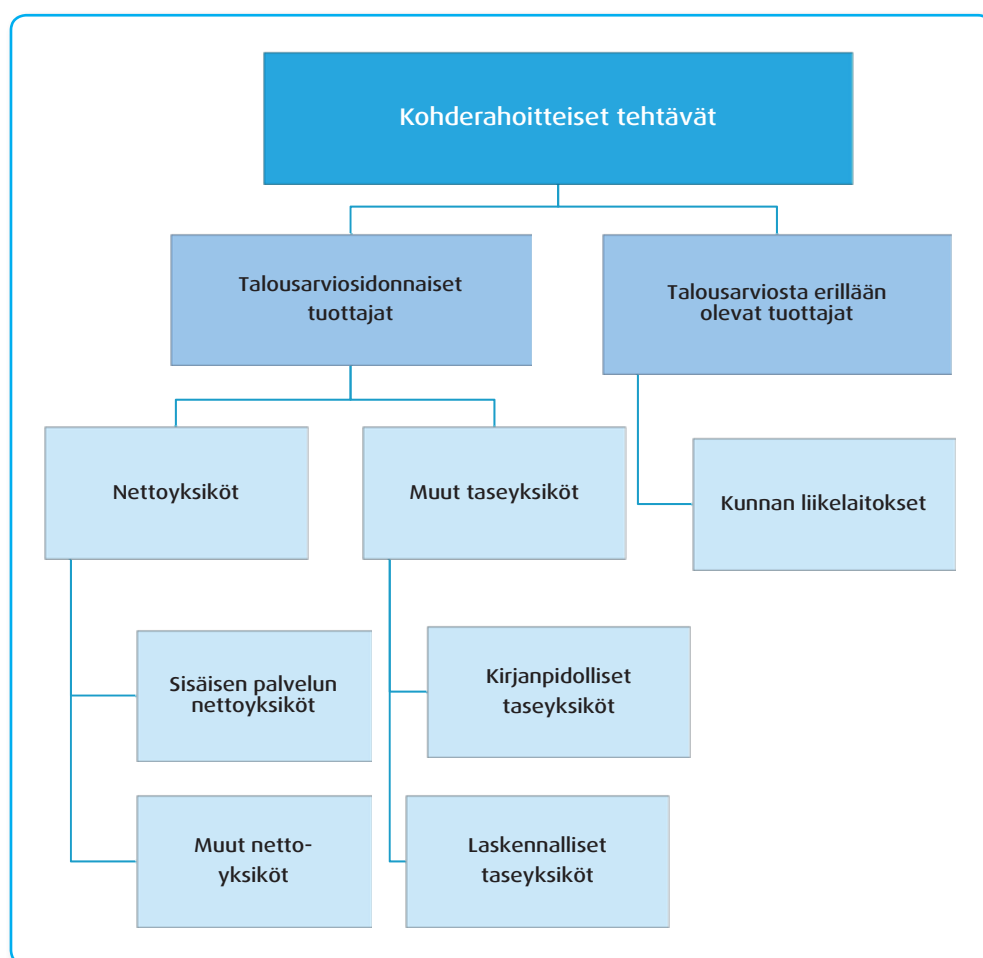 Kohderahoitteiset tehtävät
Talousarviosidonnaiset
tuottajat
Talousarviosta erillään
olevat tuottajat
Nettoyksiköt
Muut taseyksiköt
Kunnan liikelaitokset
Sisäisen palvelun
nettoyksiköt
Kirjanpidolliset
taseyksiköt
Muut netto-
yksiköt
Laskennalliset
taseyksiköt